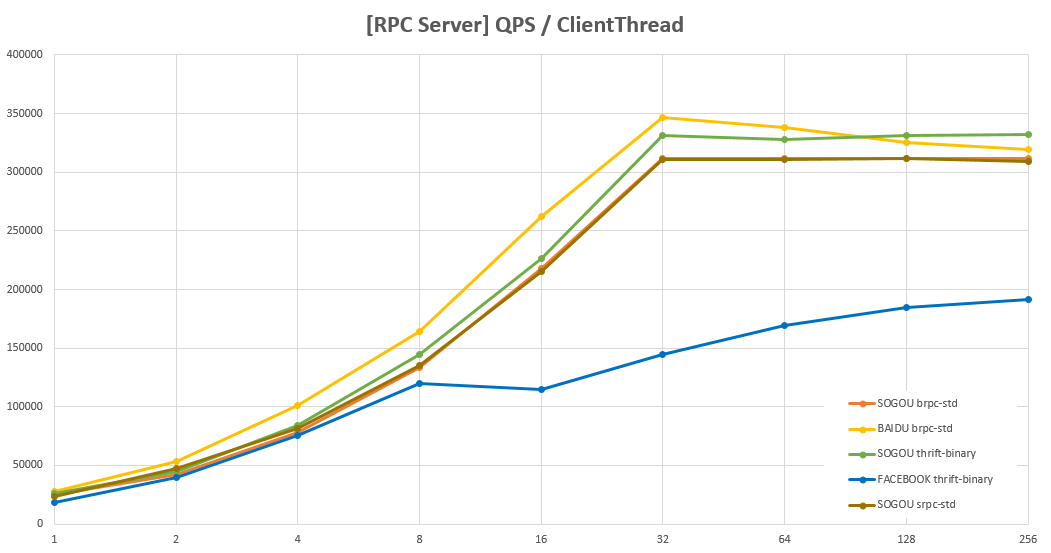 [RPC Server] QPS / ClientThread
400000
350000
300000
250000
200000
150000
100000
50000
0
SOGOU brpc-std
BAIDU brpc-std
SOGOU thrift-binary
FACEBOOK thrift-binary
SOGOU srpc-std
1 2 4 8 16 32 64 128 256